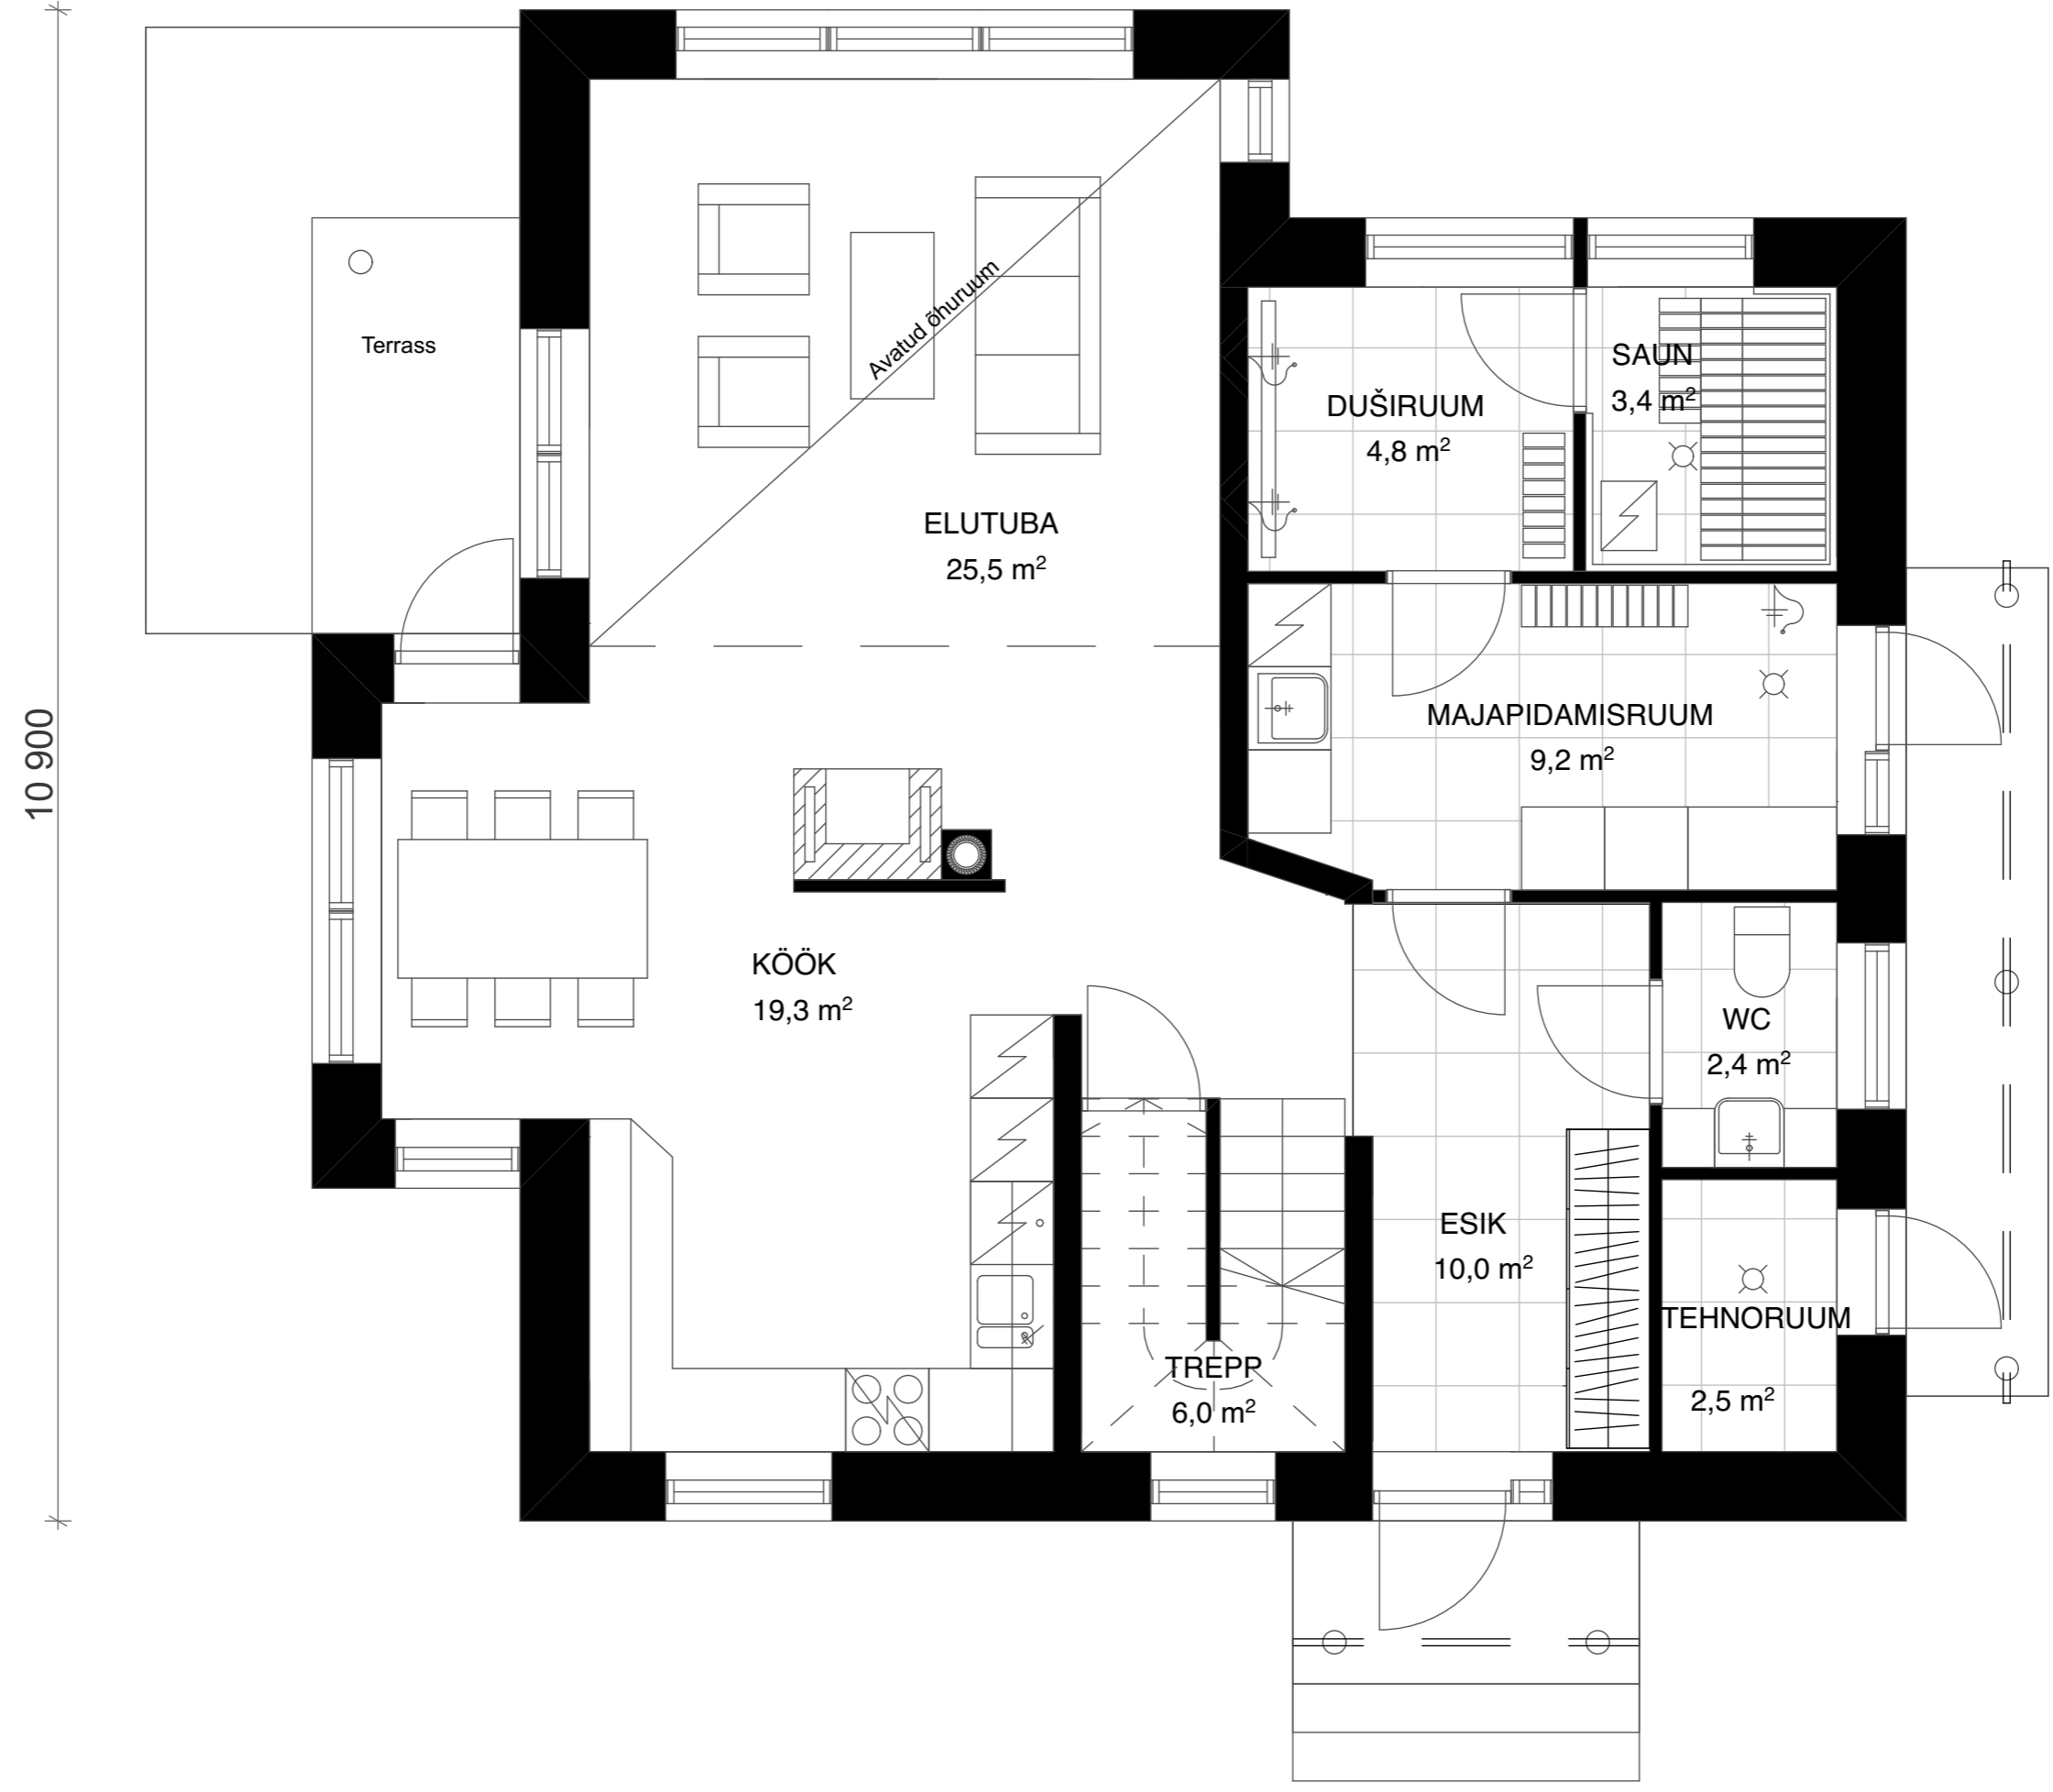 Terrass
Avatud õhuruum
SAUN
3,4 m²
DUŠIRUUM
4,8 m²
ELUTUBA
25,5 m²
10 900
MAJAPIDAMISRUUM
9,2 m²
KÖÖK
19,3 m²
WC
2,4 m²
ESIK
10,0 m²
TEHNORUUM
2,5 m²
TREPP
6,0 m²